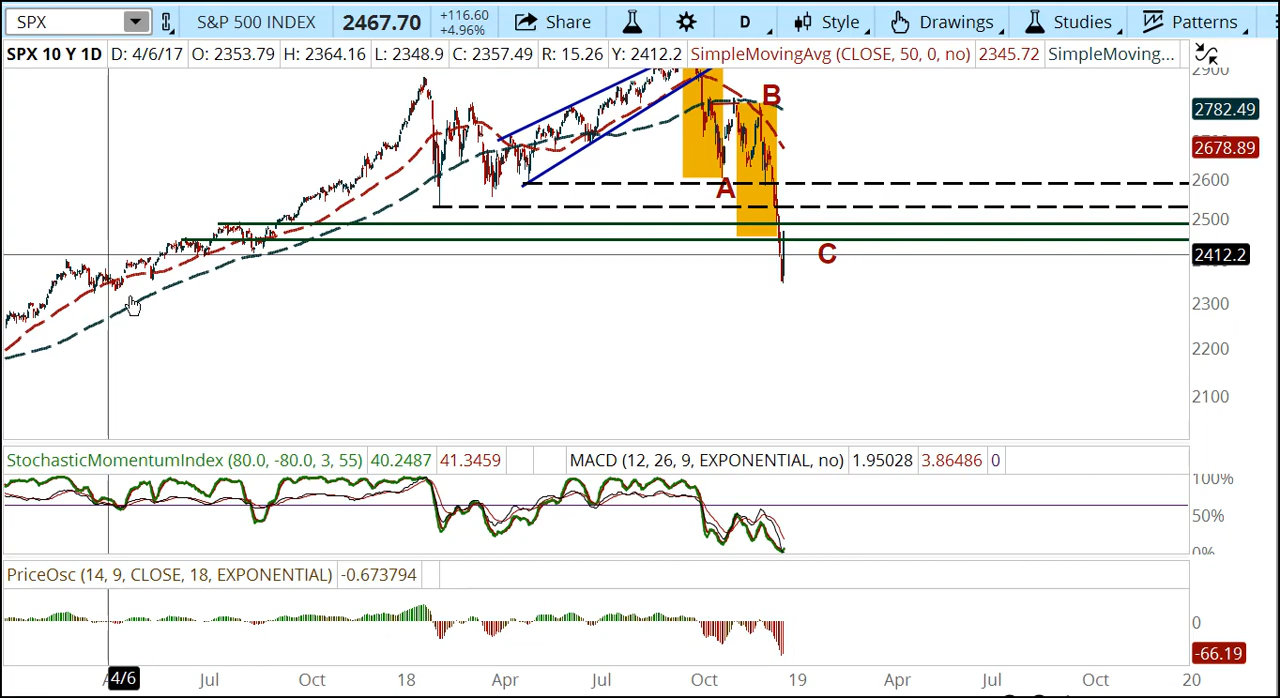 SPX S&P 500 INDEX 2467.70 +116.60 +4.96% Share D Style Drawings Studies Patterns
SPX 10 Y 1D D: 4/6/17 O: 2353.79 H: 2364.16 L: 2348.9 C: 2357.49 R: 15.26 Y: 2412.2 SimpleMovingAvg (CLOSE, 50, 0, no) 2345.72 SimpleMoving...
2900
B
2782.49
2678.89
2600
A
2500
C
2412.2
2300
2200
2100
StochasticMomentumIndex (80.0, -80.0, 3, 55) 40.2487 41.3459 MACD (12, 26, 9, EXPONENTIAL, no) 1.95028 3.86486 0
100%
50%
0%
PriceOsc (14, 9, CLOSE, 18, EXPONENTIAL) -0.673794
0
-66.19
4/6 Jul Oct 18 Apr Jul Oct 19 Apr Jul Oct 20